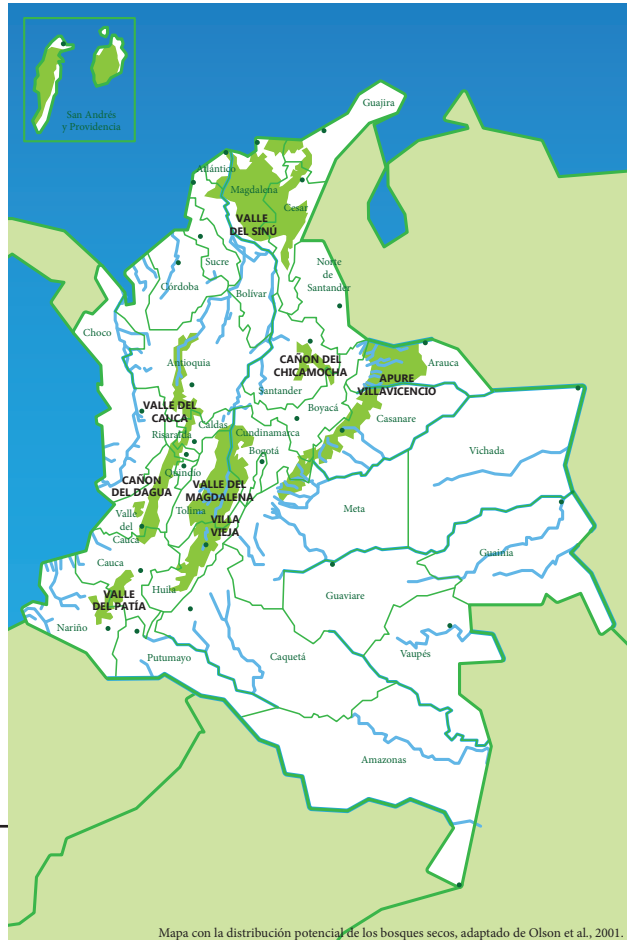 San Andrés
y Providencia
Guajira
Atlántico
Magdalena
Cesar
VALLE
DEL SINÚ
Sucre
Norte
de
Santander
Córdoba
Bolívar
Choco
Antioquia
CAÑON DEL
CHICAMOCHA
Arauca
APURE
VILLAVICENCIO
Santander
VALLE DEL
CAUCA
Boyacá
Casanare
Caldas
Risaralda
Cundinamarca
Bogotá
Vichada
Quindío
CAÑON
DEL DAGUA
VALLE DEL
MAGDALENA
Tolima
Meta
Valle
del
Cauca
VILLA
VIEJA
Guainía
Cauca
Huila
VALLE
DEL PATÍA
Guaviare
Nariño
Putumayo
Caquetá
Vaupés
Amazonas
Mapa con la distribución potencial de los bosques secos, adaptado de Olson et al., 2001.